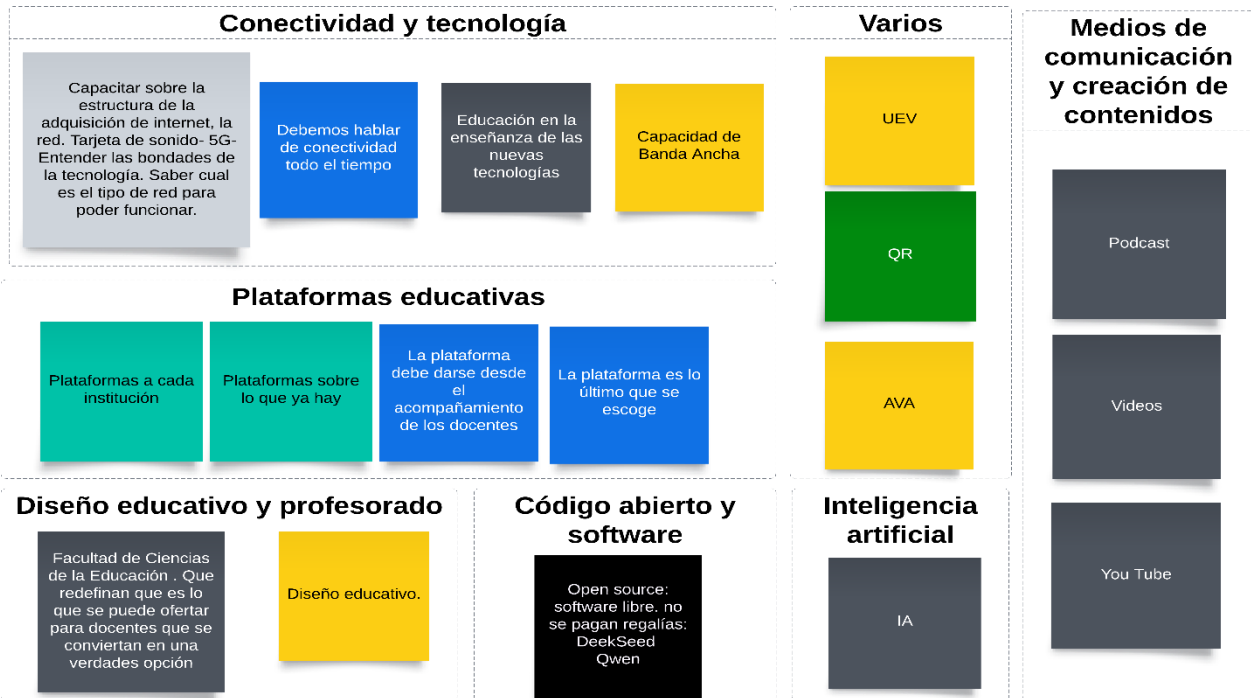 Conectividad y tecnología
Capacitar sobre la
estructura de la
adquisición de internet, la
red. Tarjeta de sonido- 5G-
Entender las bondades de
la tecnología. Saber cual
es el tipo de red para
poder funcionar.
Debemos hablar
de conectividad
todo el tiempo
Educación en la
enseñanza de las
nuevas
tecnologías
Capacidad de
Banda Ancha
Plataformas educativas
Plataformas a cada
institución
Plataformas sobre
lo que ya hay
La plataforma
debe darse desde
el
acompañamiento
de los docentes
La plataforma es lo
último que se
escoge
Varios
UEV
QR
AVA
Medios de
comunicación
y creación de
contenidos
Podcast
Videos
You Tube
Diseño educativo y profesorado
Facultad de Ciencias
de la Educación . Que
redefinan que es lo
que se puede ofertar
para docentes que se
conviertan en una
verdades opción
Diseño educativo.
Código abierto y
software
Open source:
software libre. no
se pagan regalías:
DeekSeed
Qwen
Inteligencia
artificial
IA